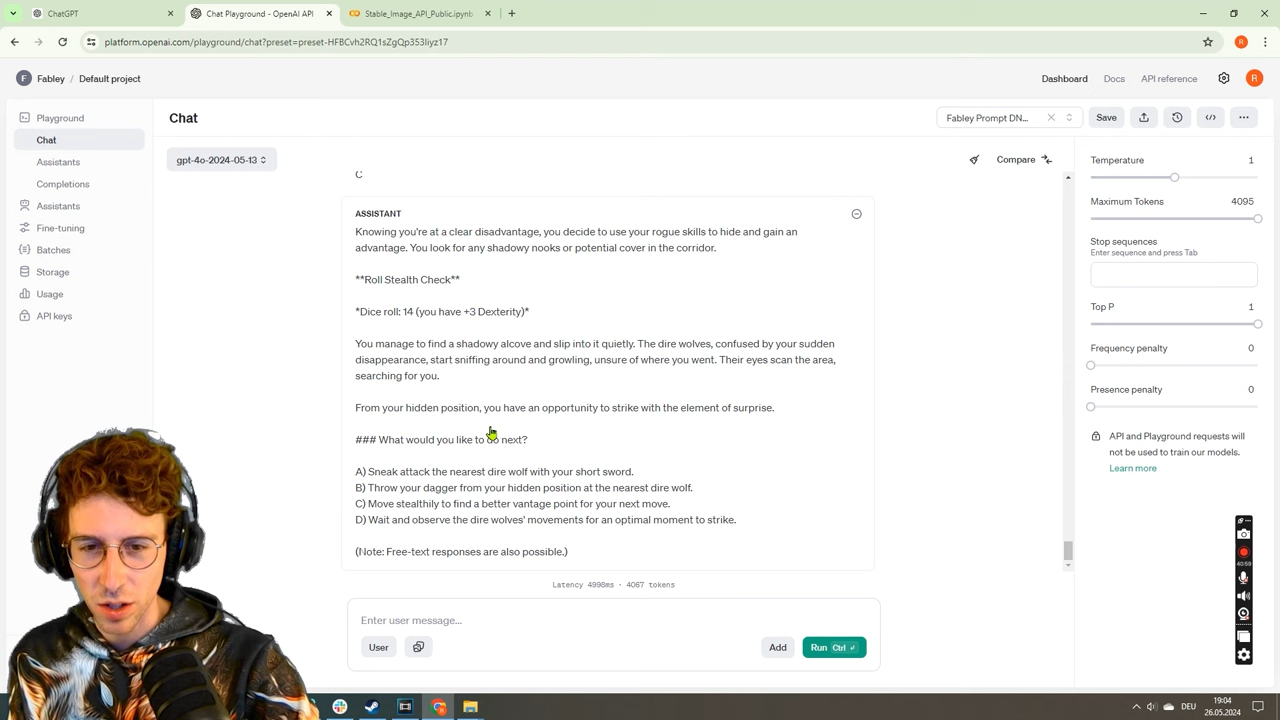 ChatGPT
Chat Playground - OpenAI API
Stable_Image_API_Public.ipynb
platform.openai.com/playground/chat?preset=preset-HFBCvh2RQ1sZgQp353Iiyz17
R
F
Fabley / Default project
Dashboard
Docs
API reference
R
Playground
Chat
Assistants
Completions
Assistants
Fine-tuning
Batches
Storage
Usage
API keys
Chat
Fabley Prompt DN...
Save
gpt-4o-2024-05-13
Compare
C
ASSISTANT
Knowing you're at a clear disadvantage, you decide to use your rogue skills to hide and gain an
advantage. You look for any shadowy nooks or potential cover in the corridor.
**Roll Stealth Check**
*Dice roll: 14 (you have +3 Dexterity)*
You manage to find a shadowy alcove and slip into it quietly. The dire wolves, confused by your sudden
disappearance, start sniffing around and growling, unsure of where you went. Their eyes scan the area,
searching for you.
From your hidden position, you have an opportunity to strike with the element of surprise.
### What would you like to do next?
A) Sneak attack the nearest dire wolf with your short sword.
B) Throw your dagger from your hidden position at the nearest dire wolf.
C) Move stealthily to find a better vantage point for your next move.
D) Wait and observe the dire wolves' movements for an optimal moment to strike.
(Note: Free-text responses are also possible.)
Latency 4998ms · 4067 tokens
Enter user message...
User
Add
Run Ctrl ↵
Temperature 1
Maximum Tokens 4095
Stop sequences
Enter sequence and press Tab
Top P 1
Frequency penalty 0
Presence penalty 0
API and Playground requests will
not be used to train our models.
Learn more
40:59
DEU
19:04
26.05.2024